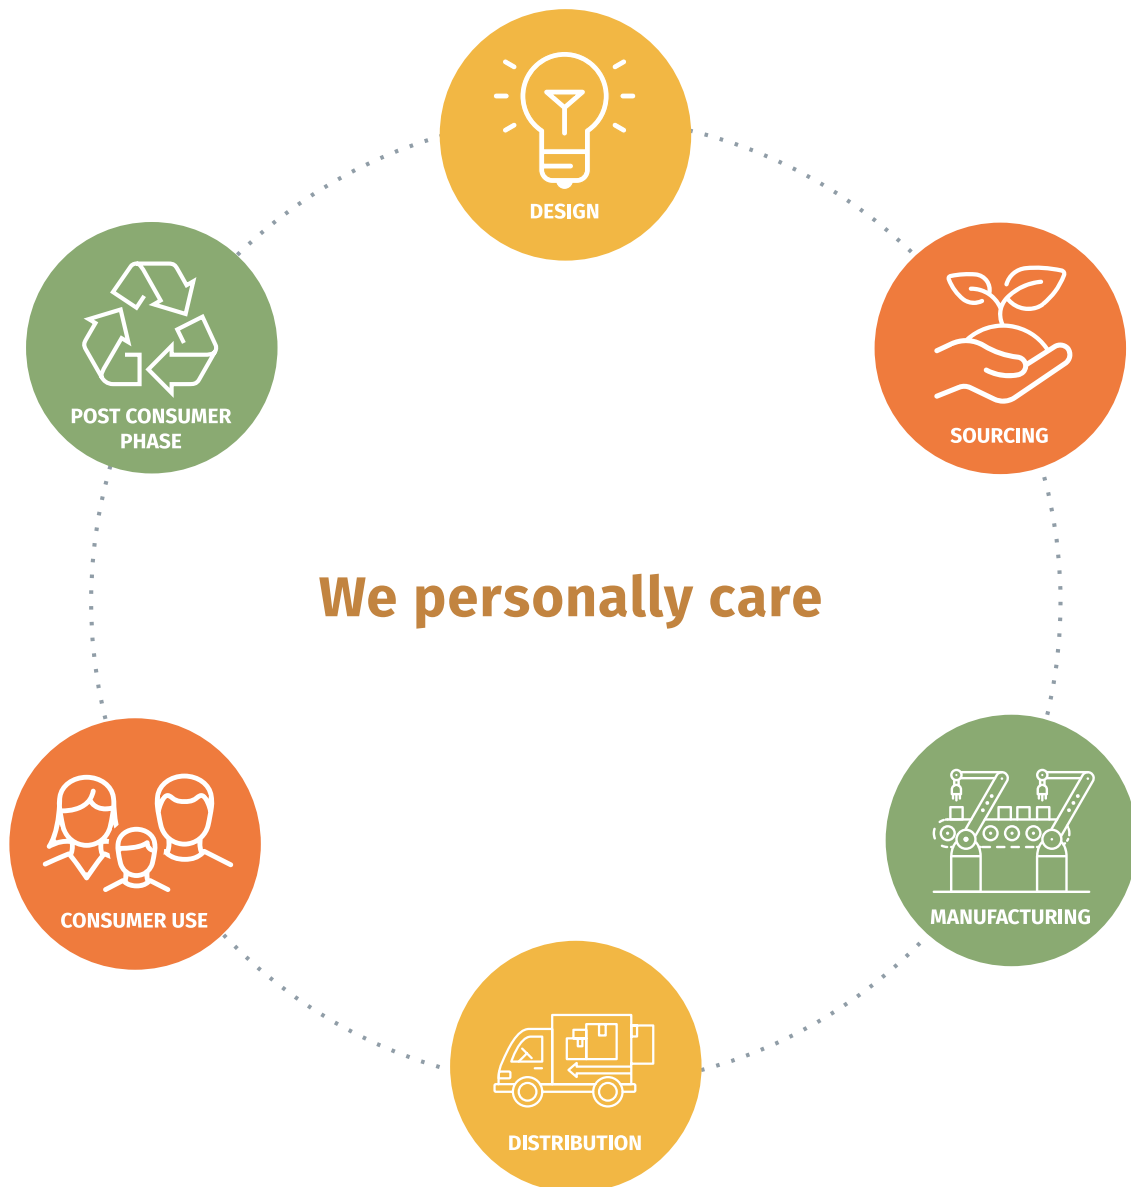 DESIGN
SOURCING
MANUFACTURING
DISTRIBUTION
CONSUMER USE
POST CONSUMER
PHASE
We personally care